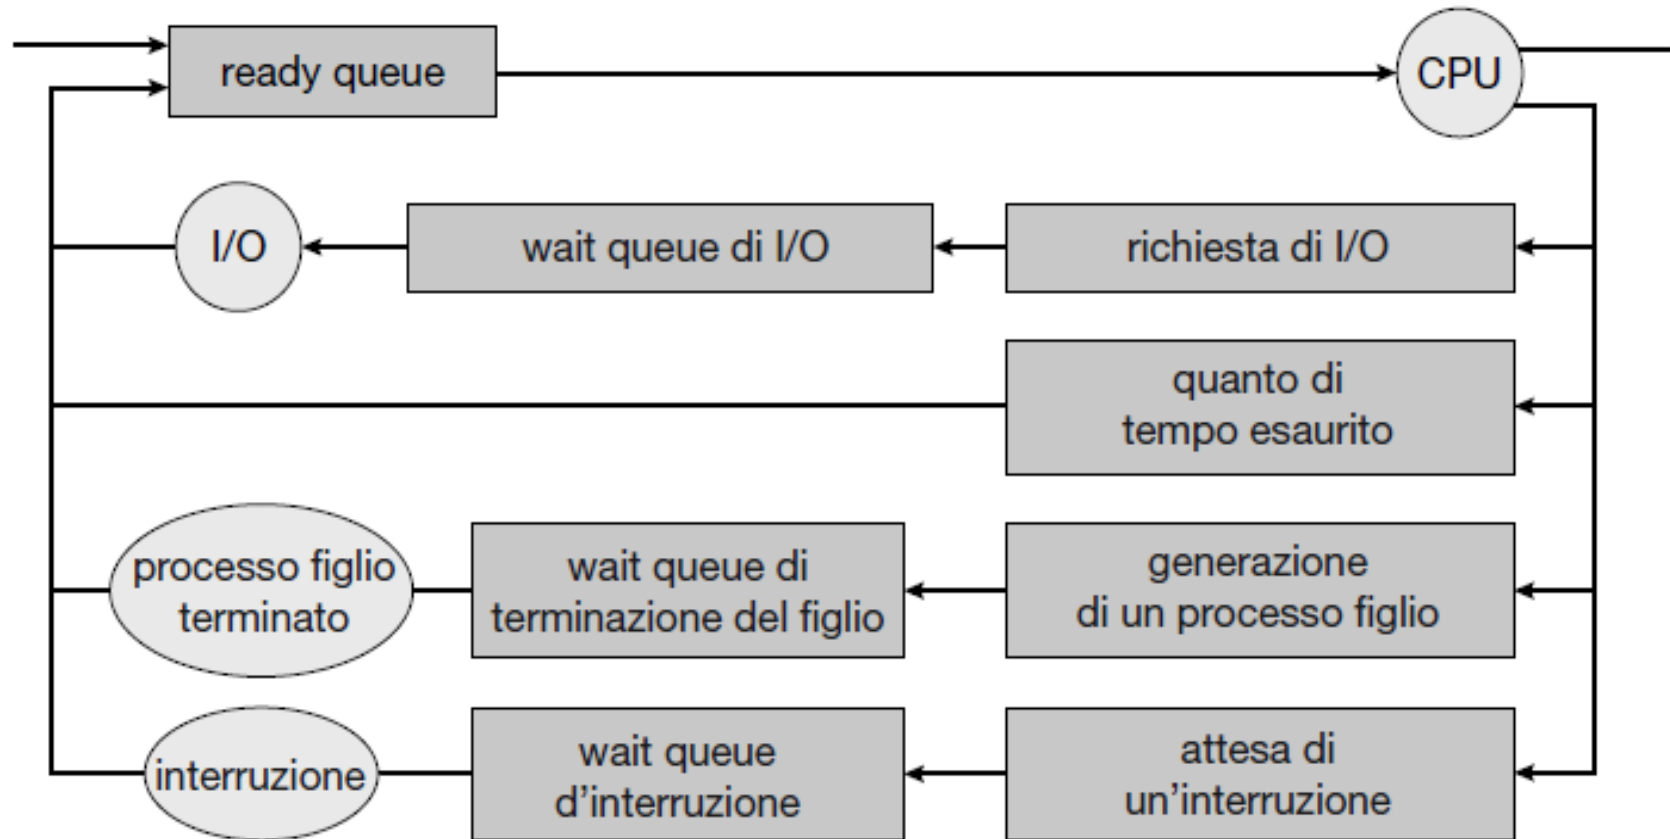 ready queue
CPU
I/O
wait queue di I/O
richiesta di I/O
quanto di
tempo esaurito
processo figlio
terminato
wait queue di
terminazione del figlio
generazione
di un processo figlio
interruzione
wait queue
d’interruzione
attesa di
un’interruzione